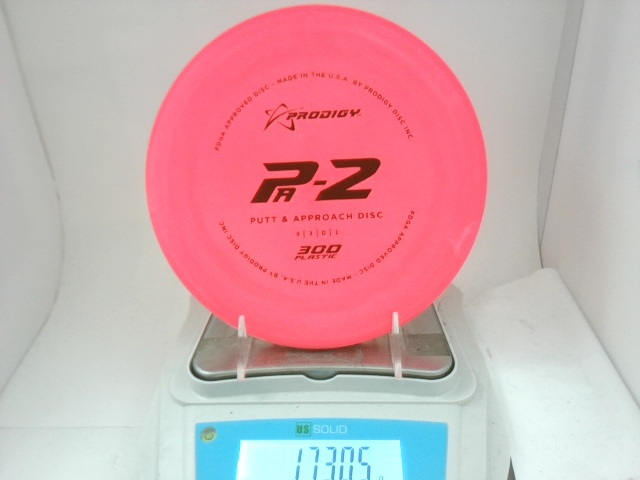 PDGA APPROVED DISC - MADE IN THE U.S.A. BY PRODIGY DISC INC
PRODIGY
PA-2
PUTT & APPROACH DISC
300
PLASTIC
PDGA APPROVED DISC - MADE IN THE U.S.A. BY PRODIGY DISC INC
US SOLID
173.05